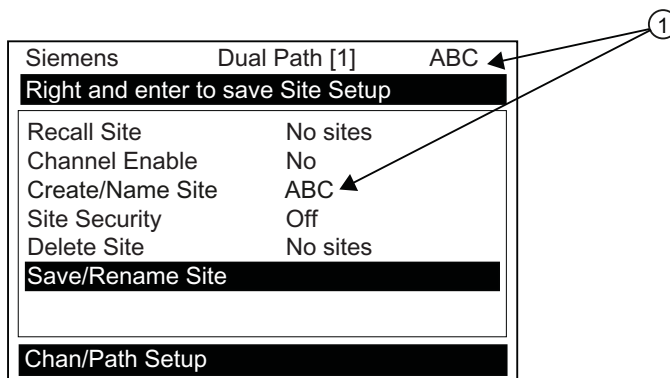 1
Siemens Dual Path [1] ABC
Right and enter to save Site Setup
Recall Site No sites
Channel Enable No
Create/Name Site ABC
Site Security Off
Delete Site No sites
Save/Rename Site
Chan/Path Setup